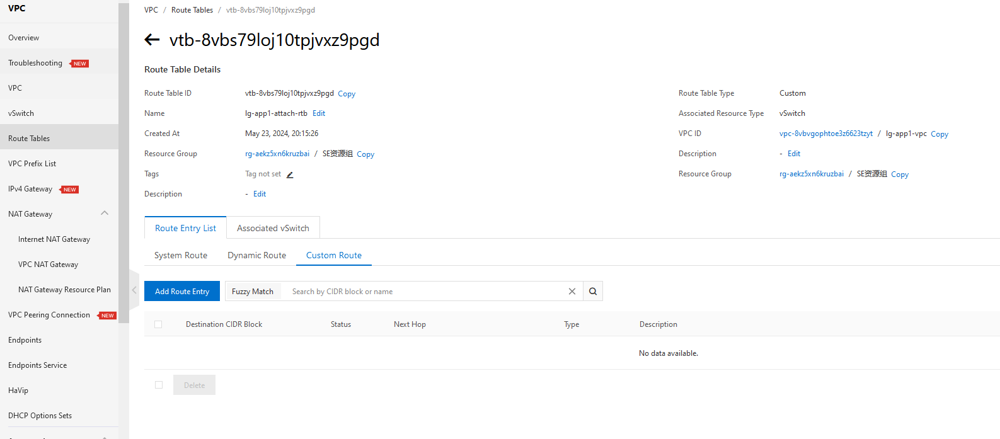 VPC
Overview
Troubleshooting NEW
VPC
vSwitch
Route Tables
VPC Prefix List
IPv4 Gateway NEW
NAT Gateway
Internet NAT Gateway
VPC NAT Gateway
NAT Gateway Resource Plan
VPC Peering Connection NEW
Endpoints
Endpoints Service
HaVip
DHCP Options Sets
VPC / Route Tables / vtb-8vbs79loj10tpjvxz9pgd
vtb-8vbs79loj10tpjvxz9pgd
Route Table Details
Route Table ID vtb-8vbs79loj10tpjvxz9pgd Copy
Route Table Type Custom
Name lg-app1-attach-rtb Edit
Associated Resource Type vSwitch
Created At May 23, 2024, 20:15:26
VPC ID vpc-8vbvgophtoe3z6623tzyt / lg-app1-vpc Copy
Resource Group rg-aekz5xn6kruzbai / SE资源组 Copy
Description - Edit
Tags Tag not set
Resource Group rg-aekz5xn6kruzbai / SE资源组 Copy
Description - Edit
Route Entry List Associated vSwitch
System Route Dynamic Route Custom Route
Add Route Entry Fuzzy Match Search by CIDR block or name
Destination CIDR Block Status Next Hop Type Description
No data available.
Delete